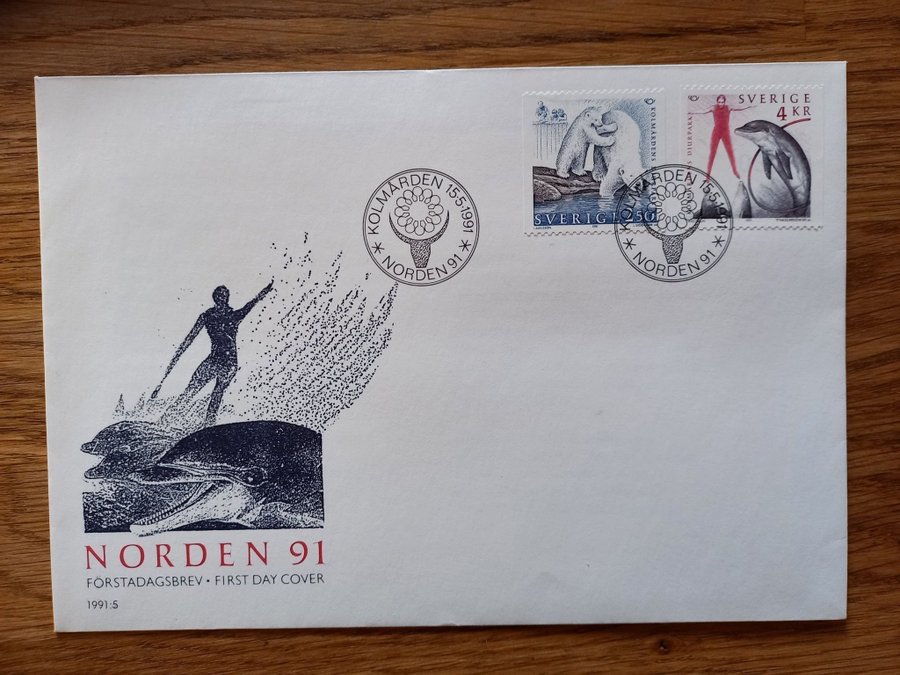 KOLMÅRDEN 15-5-1991
NORDEN 91
KOLMÅRDENS
SVERIGE 2.50
S DJURPARK
SVERIGE
4 KR
KOLMÅRDEN 15-5-1991
NORDEN 91
NORDEN 91
FÖRSTADAGSBREV • FIRST DAY COVER
1991:5